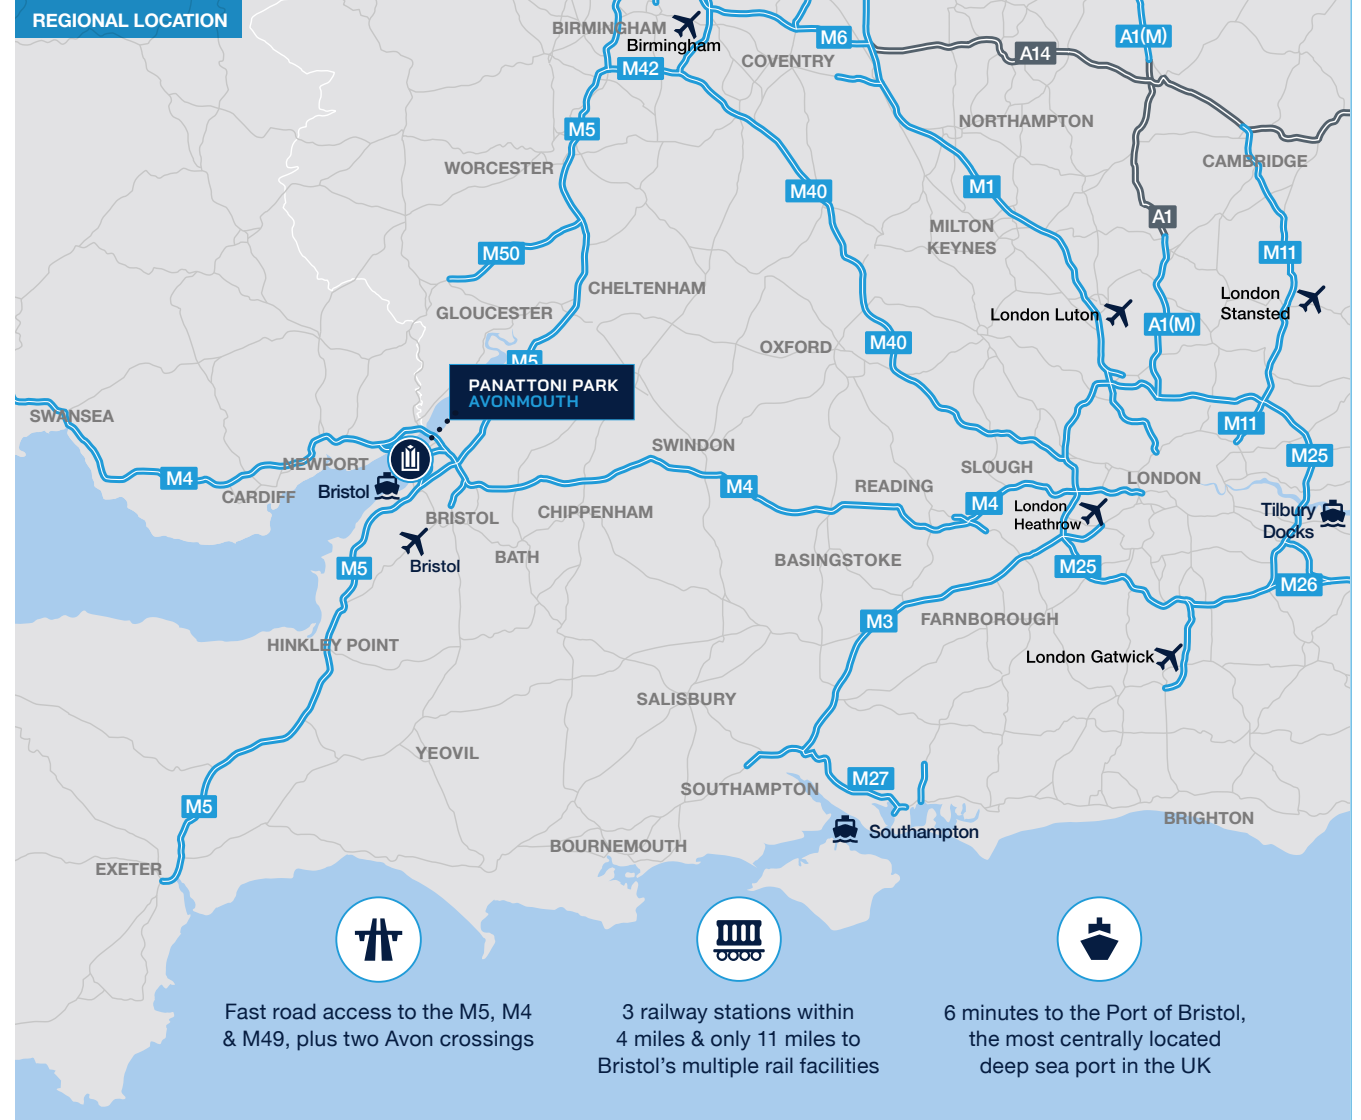 REGIONAL LOCATION
BIRMINGHAM
Birmingham
M6
A1(M)
A14
COVENTRY
M42
M5
NORTHAMPTON
WORCESTER
CAMBRIDGE
M40
M1
A1
MILTON
KEYNES
M50
M11
CHELTENHAM
London
Stansted
GLOUCESTER
London Luton
A1(M)
OXFORD
M40
M5
PANATTONI PARK
AVONMOUTH
SWANSEA
M11
SWINDON
M25
NEWPORT
SLOUGH
M4
LONDON
CARDIFF
Bristol
M4
READING
M4
London
Heathrow
Tilbury
Docks
BRISTOL
CHIPPENHAM
BATH
Bristol
M5
BASINGSTOKE
M25
M26
M3
FARNBOROUGH
HINKLEY POINT
London Gatwick
SALISBURY
YEOVIL
M27
SOUTHAMPTON
M5
BRIGHTON
Southampton
BOURNEMOUTH
EXETER
Fast road access to the M5, M4
& M49, plus two Avon crossings
3 railway stations within
4 miles & only 11 miles to
Bristol's multiple rail facilities
6 minutes to the Port of Bristol,
the most centrally located
deep sea port in the UK